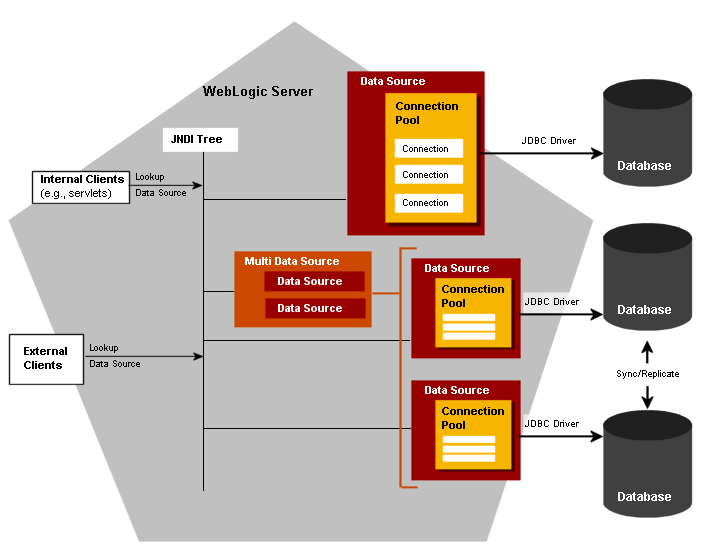 WebLogic Server
Data Source
Connection
Pool
Connection
Connection
Connection
JDBC Driver
Database
JNDI Tree
Internal Clients
(e.g., servlets)
Lookup
Data Source
Multi Data Source
Data Source
Data Source
Data Source
Connection
Pool
JDBC Driver
Database
External
Clients
Lookup
Data Source
Sync/Replicate
Data Source
Connection
Pool
JDBC Driver
Database